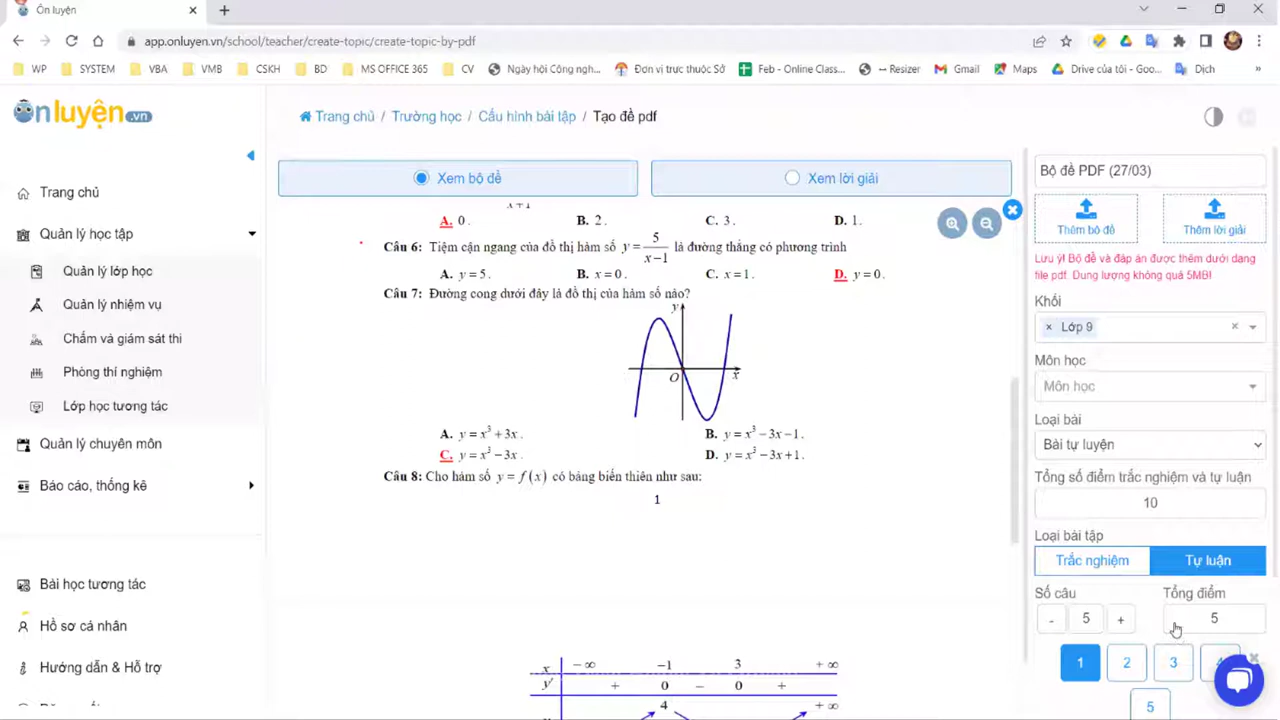 Ôn luyện
app.onluyen.vn/school/teacher/create-topic/create-topic-by-pdf
WP SYSTEM VBA VMB CSKH BD MS OFFICE 365 CV Ngày hội Công nghệ... Đơn vị trực thuộc Sở Feb - Online Class... -- Resizer Gmail Maps Drive của tôi - Goo... Dịch »
Ôn luyện.vn
Trang chủ / Trường học / Cấu hình bài tập / Tạo đề pdf
Trang chủ
Quản lý học tập
Quản lý lớp học
Quản lý nhiệm vụ
Chấm và giám sát thi
Phòng thí nghiệm
Lớp học tương tác
Quản lý chuyên môn
Báo cáo, thống kê
Bài học tương tác
Hồ sơ cá nhân
Hướng dẫn & Hỗ trợ
Xem bộ đề
Xem lời giải
x+1
A. 0. B. 2. C. 3. D. 1.
Câu 6: Tiệm cận ngang của đồ thị hàm số y = 5/(x−1) là đường thẳng có phương trình
A. y = 5. B. x = 0. C. x = 1. D. y = 0.
Câu 7: Đường cong dưới đây là đồ thị của hàm số nào?
y
O x
A. y = x³ + 3x. B. y = x³ − 3x − 1.
C. y = x³ − 3x. D. y = x³ − 3x + 1.
Câu 8: Cho hàm số y = f(x) có bảng biến thiên như sau:
1
x −∞ −1 3 +∞
y' + 0 − 0 +
4 +∞
Bộ đề PDF (27/03)
Thêm bộ đề
Thêm lời giải
Lưu ý! Bộ đề và đáp án được thêm dưới dạng
file pdf. Dung lượng không quá 5MB!
Khối
× Lớp 9 ×
Môn học
Môn học
Loại bài
Bài tự luyện
Tổng số điểm trắc nghiệm và tự luận
10
Loại bài tập
Trắc nghiệm Tự luận
Số câu Tổng điểm
- 5 + 5
1 2 3 4
5